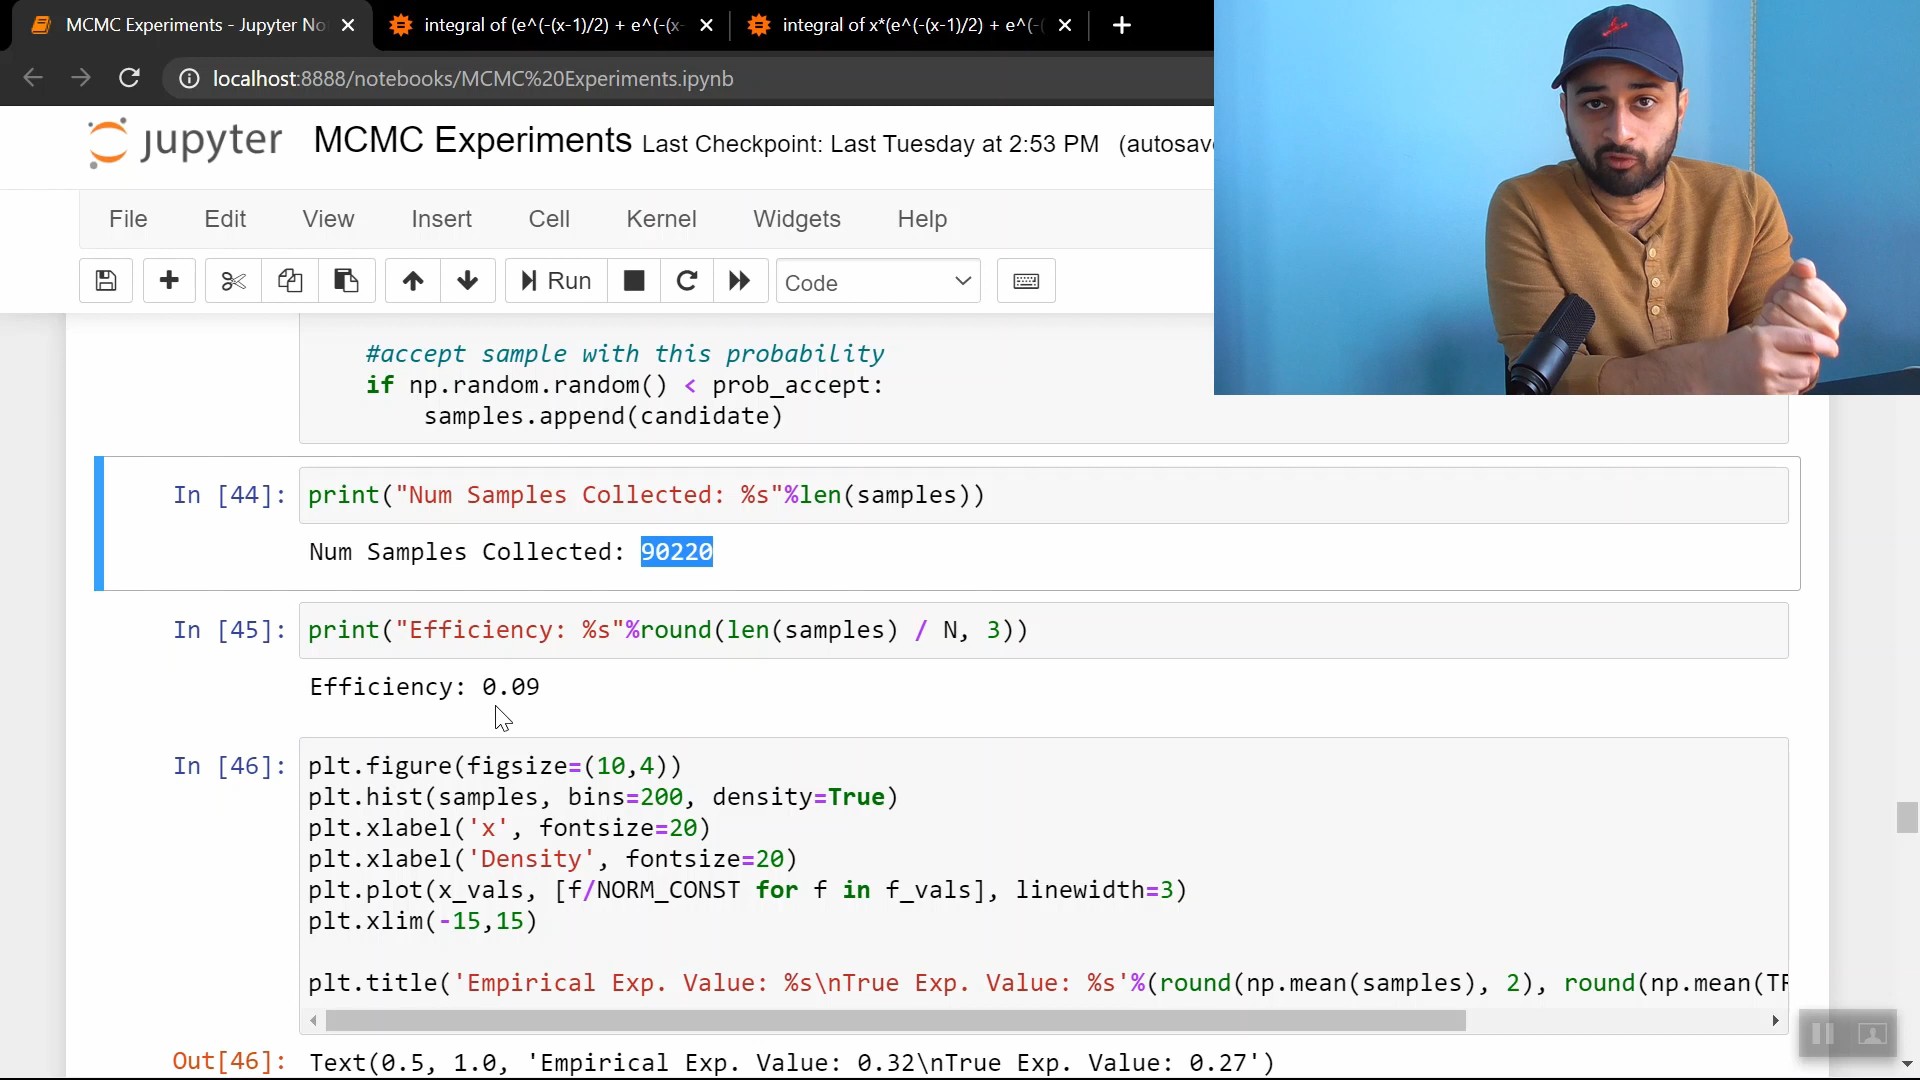 MCMC Experiments - Jupyter No
integral of (e^(-(x-1)/2) + e^(-(x-
integral of x*(e^(-(x-1)/2) + e^(-(
localhost:8888/notebooks/MCMC%20Experiments.ipynb
jupyter MCMC Experiments Last Checkpoint: Last Tuesday at 2:53 PM (autosave
File Edit View Insert Cell Kernel Widgets Help
Run Code
#accept sample with this probability
if np.random.random() < prob_accept:
samples.append(candidate)
In [44]: print("Num Samples Collected: %s"%len(samples))
Num Samples Collected: 90220
In [45]: print("Efficiency: %s"%round(len(samples) / N, 3))
Efficiency: 0.09
In [46]: plt.figure(figsize=(10,4))
plt.hist(samples, bins=200, density=True)
plt.xlabel('x', fontsize=20)
plt.xlabel('Density', fontsize=20)
plt.plot(x_vals, [f/NORM_CONST for f in f_vals], linewidth=3)
plt.xlim(-15,15)
plt.title('Empirical Exp. Value: %s\nTrue Exp. Value: %s'%(round(np.mean(samples), 2), round(np.mean(TR
Out[46]: Text(0.5, 1.0, 'Empirical Exp. Value: 0.32\nTrue Exp. Value: 0.27')